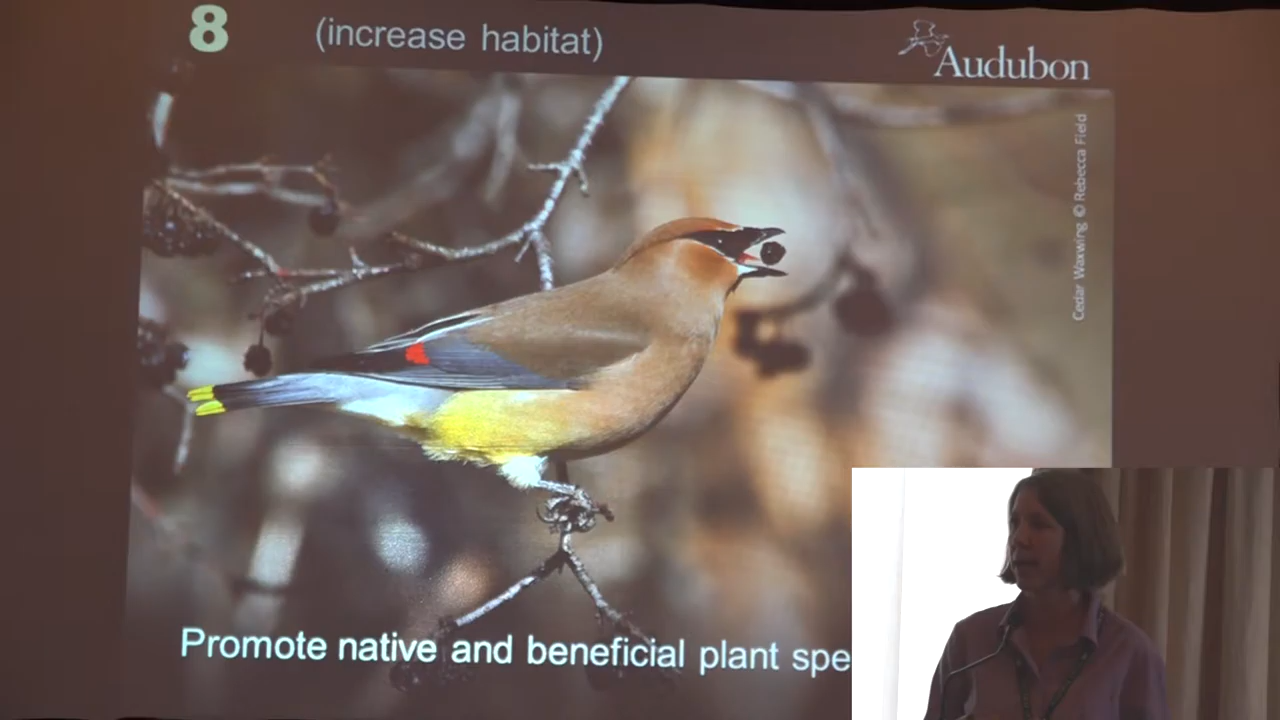 8 (increase habitat)
Audubon
Cedar Waxwing © Rebecca Field
Promote native and beneficial plant spe